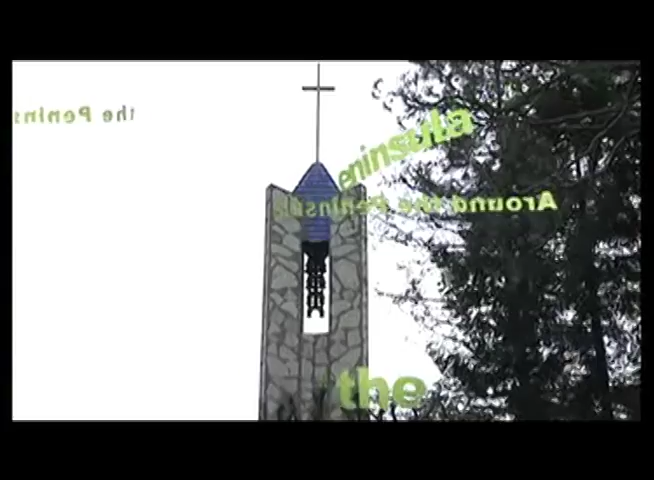 the Penins
eninsula
Around the Peninsula
the